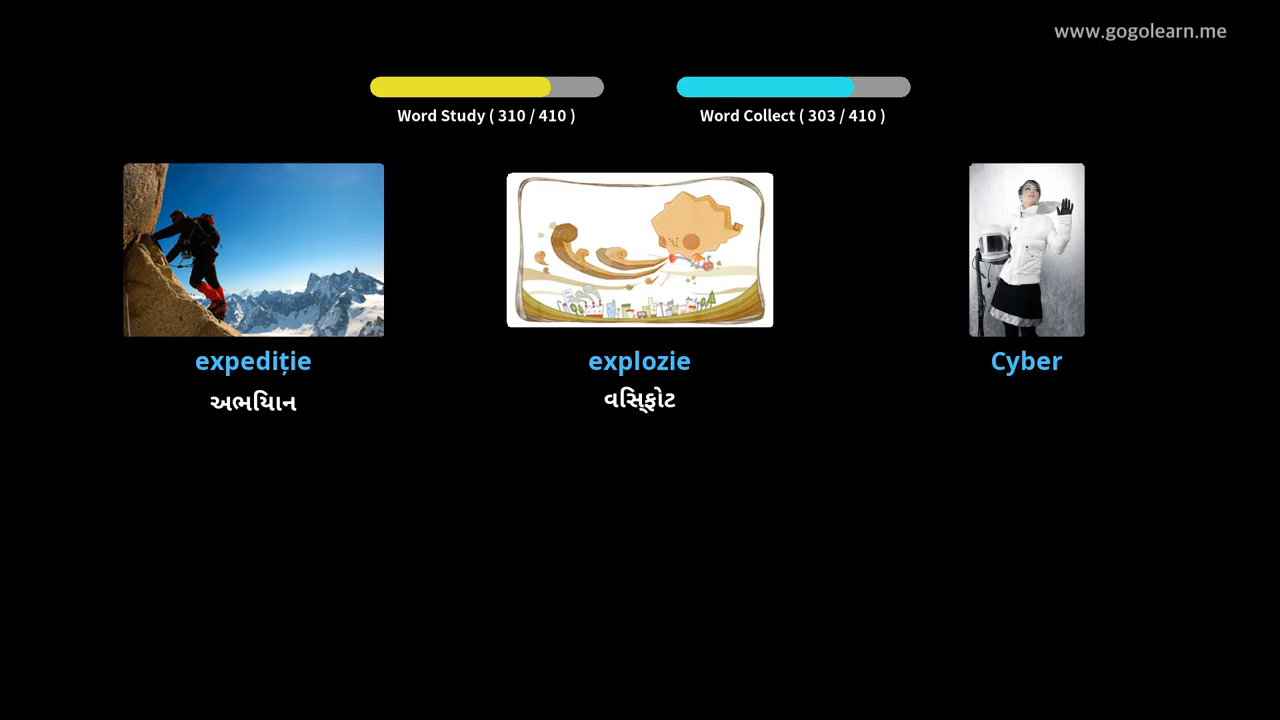 www.gogolearn.me
Word Study ( 310 / 410 )
Word Collect ( 303 / 410 )
expediție
explozie
Cyber
અભિયાન
વિસ્ફોટ